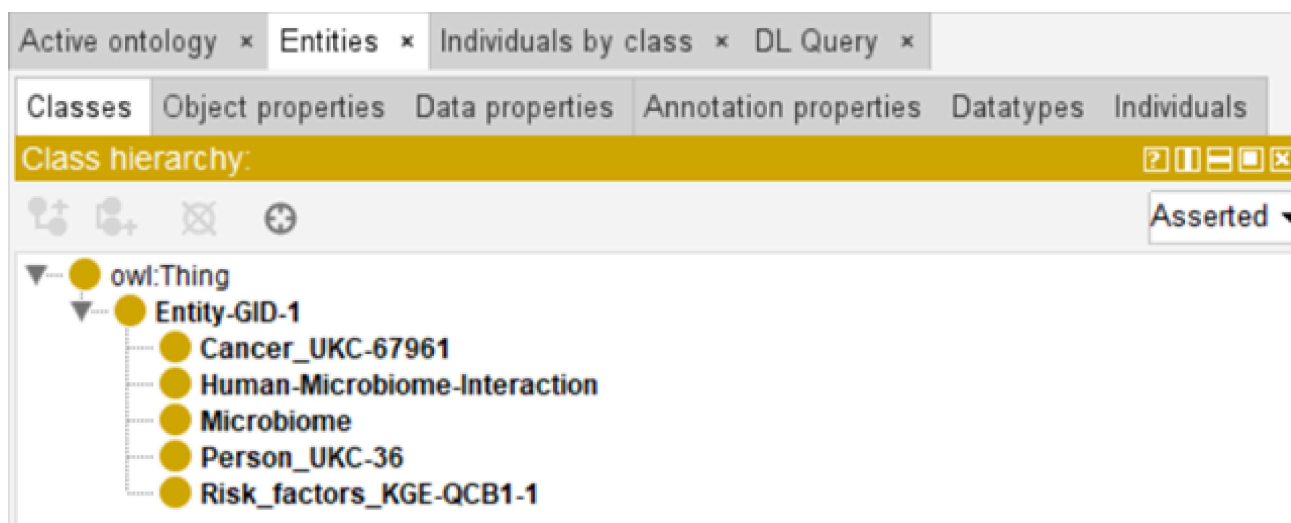 Active ontology × Entities × Individuals by class × DL Query ×
Classes Object properties Data properties Annotation properties Datatypes Individuals
Class hierarchy:
Asserted
owl:Thing
Entity-GID-1
Cancer_UKC-67961
Human-Microbiome-Interaction
Microbiome
Person_UKC-36
Risk_factors_KGE-QCB1-1